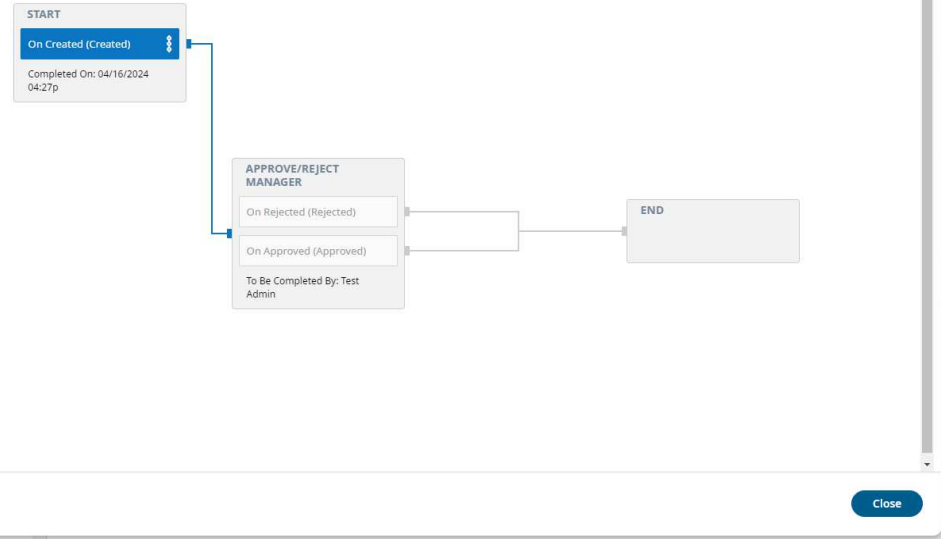 START
On Created (Created)
Completed On: 04/16/2024
04:27p
APPROVE/REJECT
MANAGER
On Rejected (Rejected)
On Approved (Approved)
To Be Completed By: Test
Admin
END
Close